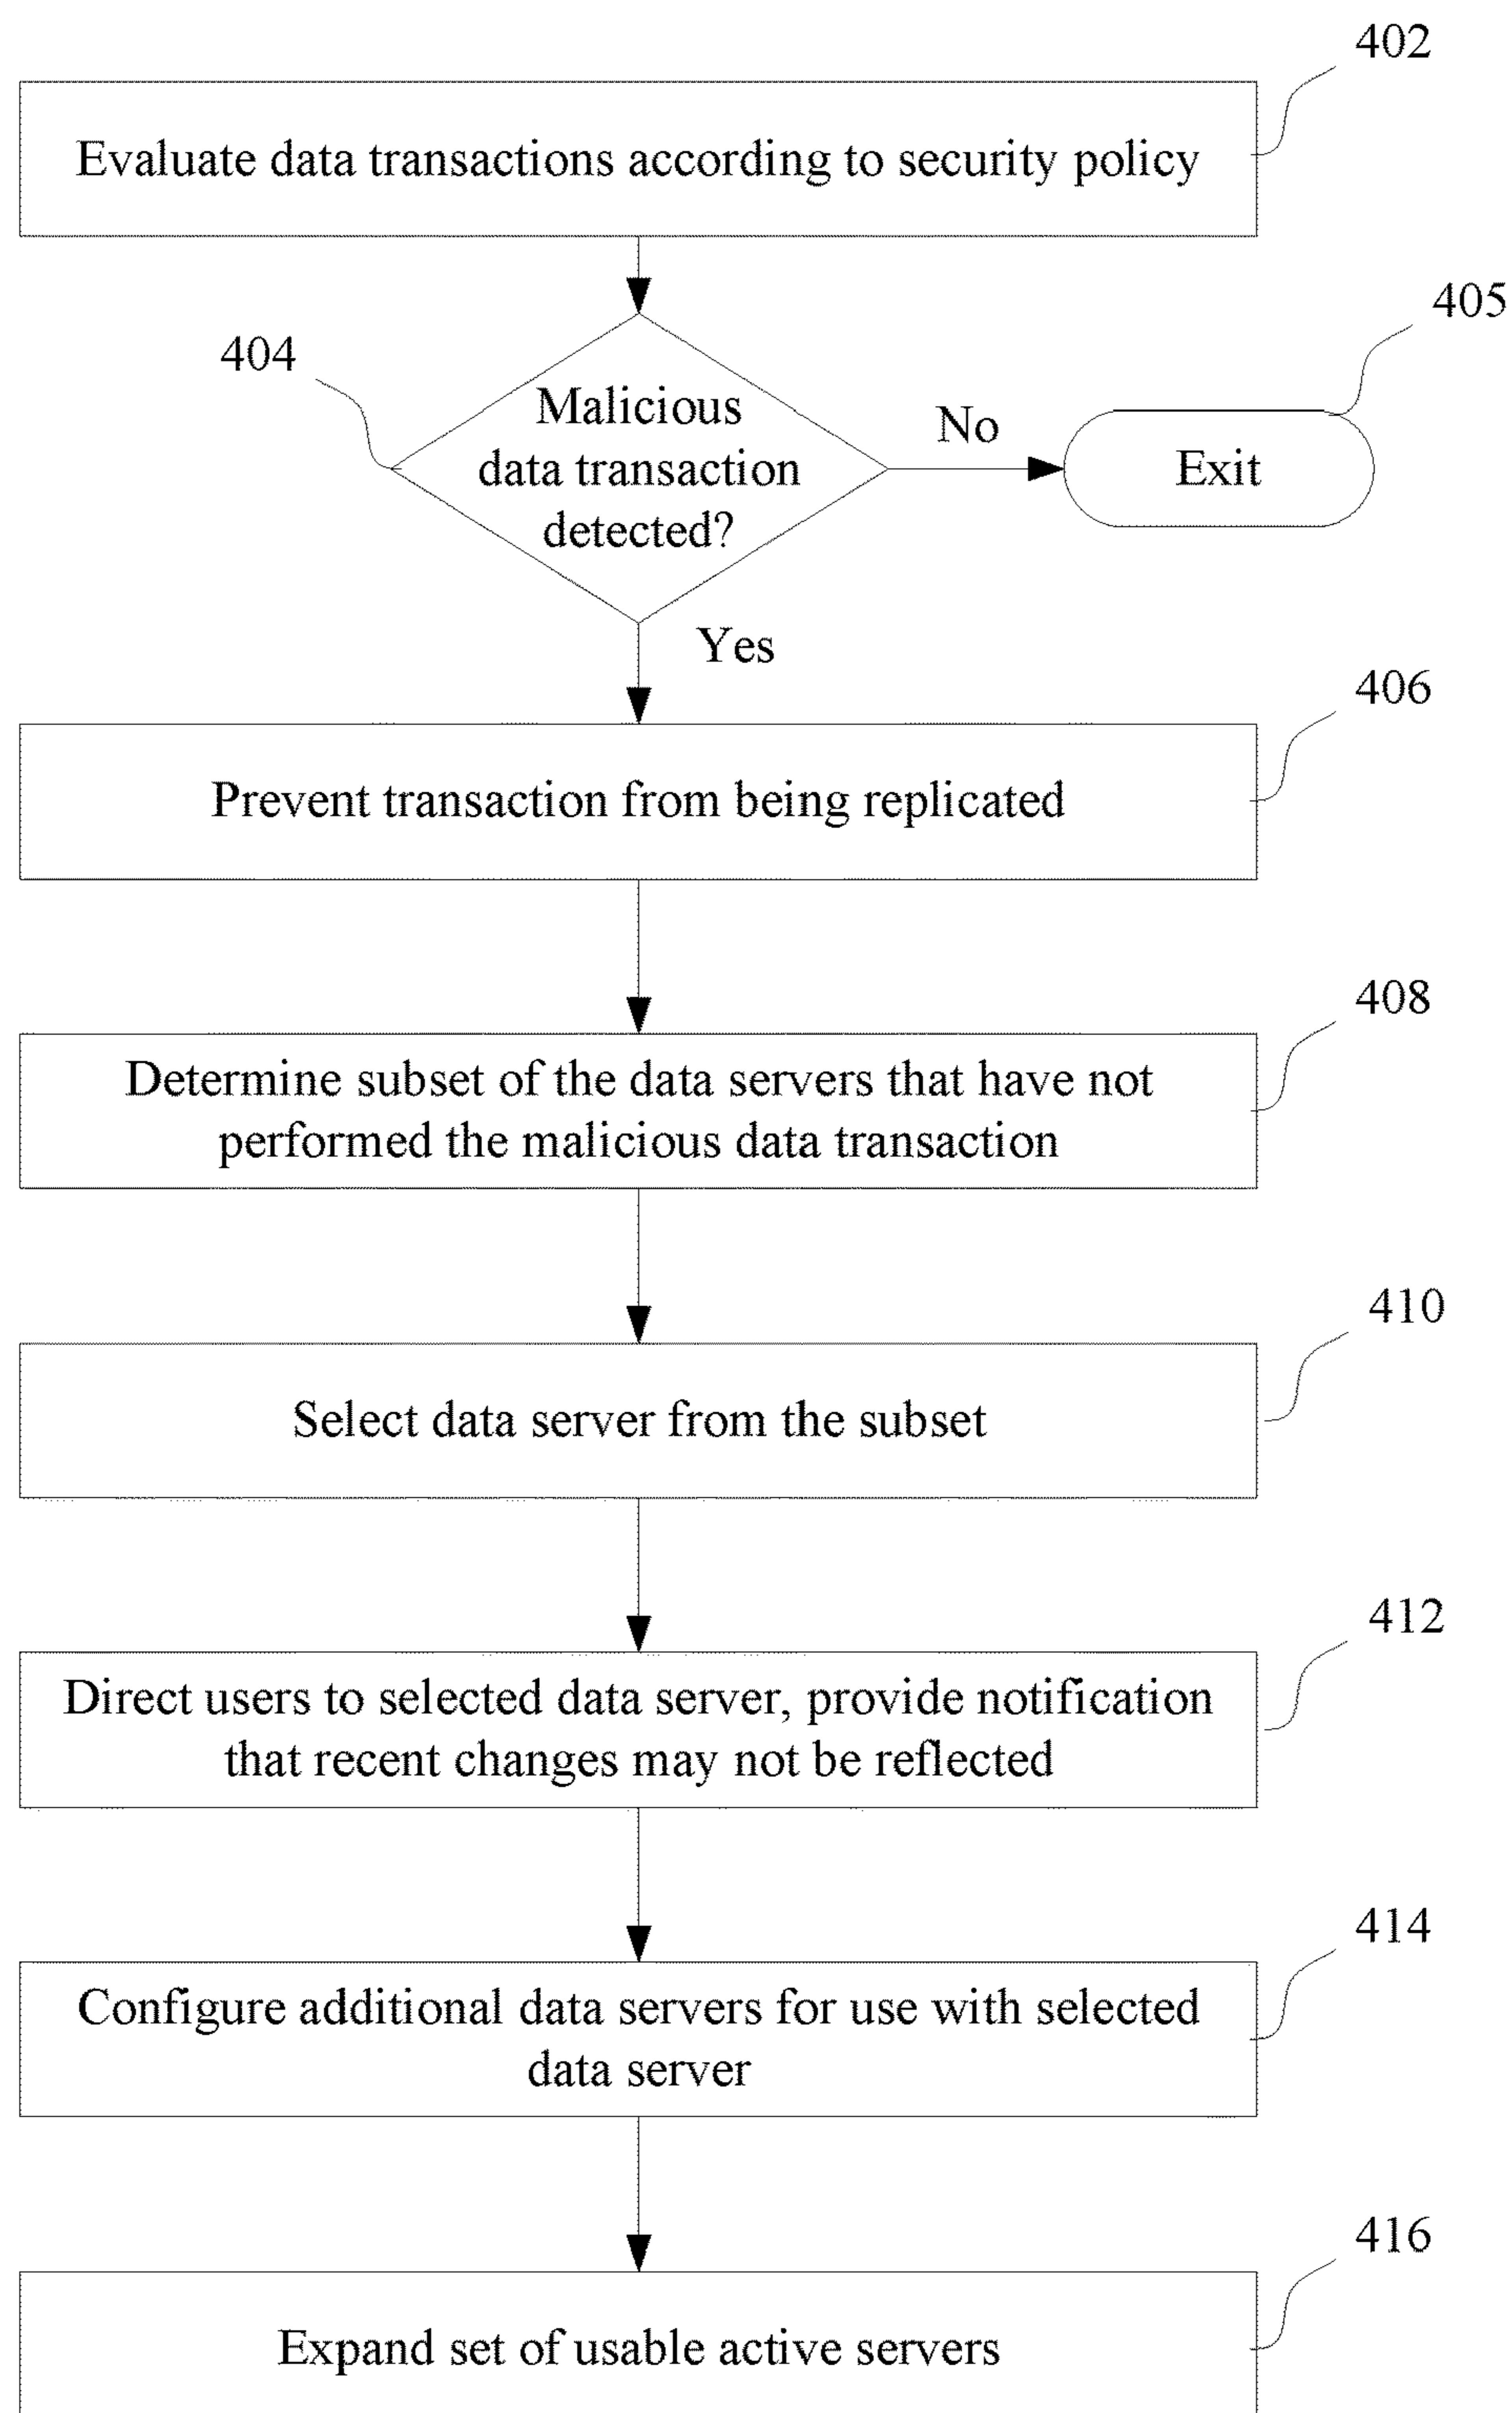 402
Evaluate data transactions according to security policy
405
404
Malicious
data transaction
detected?
No
Exit
Yes
406
Prevent transaction from being replicated
408
Determine subset of the data servers that have not
performed the malicious data transaction
410
Select data server from the subset
412
Direct users to selected data server, provide notification
that recent changes may not be reflected
414
Configure additional data servers for use with selected
data server
416
Expand set of usable active servers